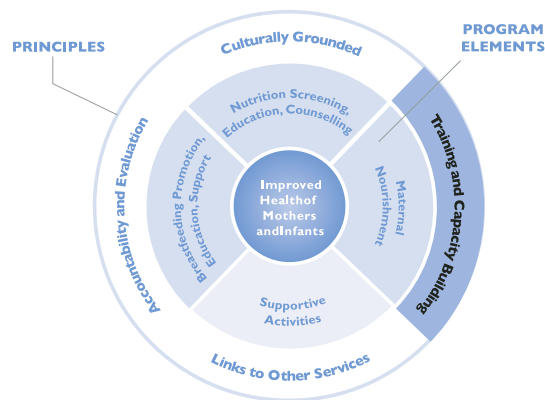 PRINCIPLES
PROGRAM
ELEMENTS
Culturally Grounded
Nutrition Screening,
Education, Counselling
Accountability and Evaluation
Breastfeeding Promotion,
Education, Support
Improved
Healthof
Mothers
andInfants
Maternal
Nourishment
Training and Capacity Building
Supportive
Activities
Links to Other Services